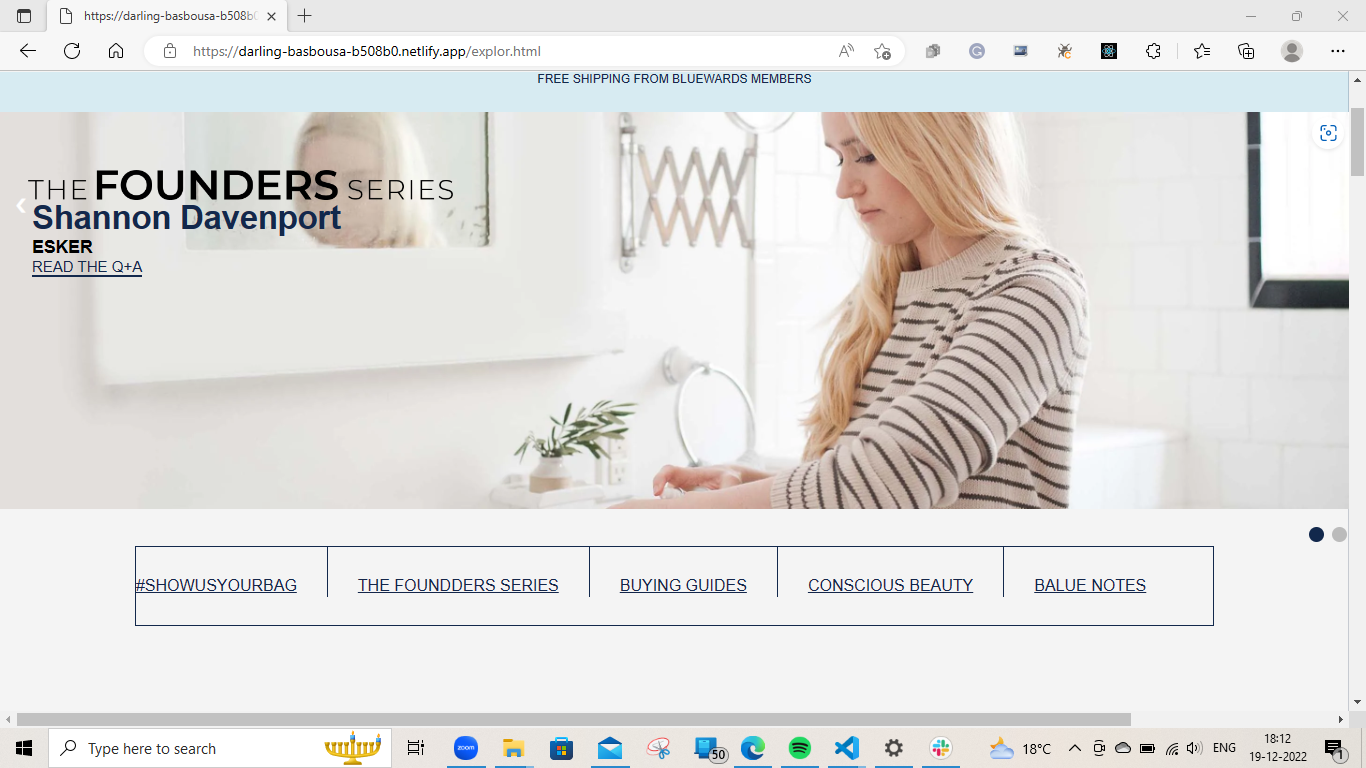 https://darling-basbousa-b508b0
https://darling-basbousa-b508b0.netlify.app/explor.html
FREE SHIPPING FROM BLUEWARDS MEMBERS
THE FOUNDERS SERIES
Shannon Davenport
ESKER
READ THE Q+A
#SHOWUSYOURBAG
THE FOUNDDERS SERIES
BUYING GUIDES
CONSCIOUS BEAUTY
BALUE NOTES
Type here to search
zoom
50
18°C
ENG
18:12
19-12-2022
1